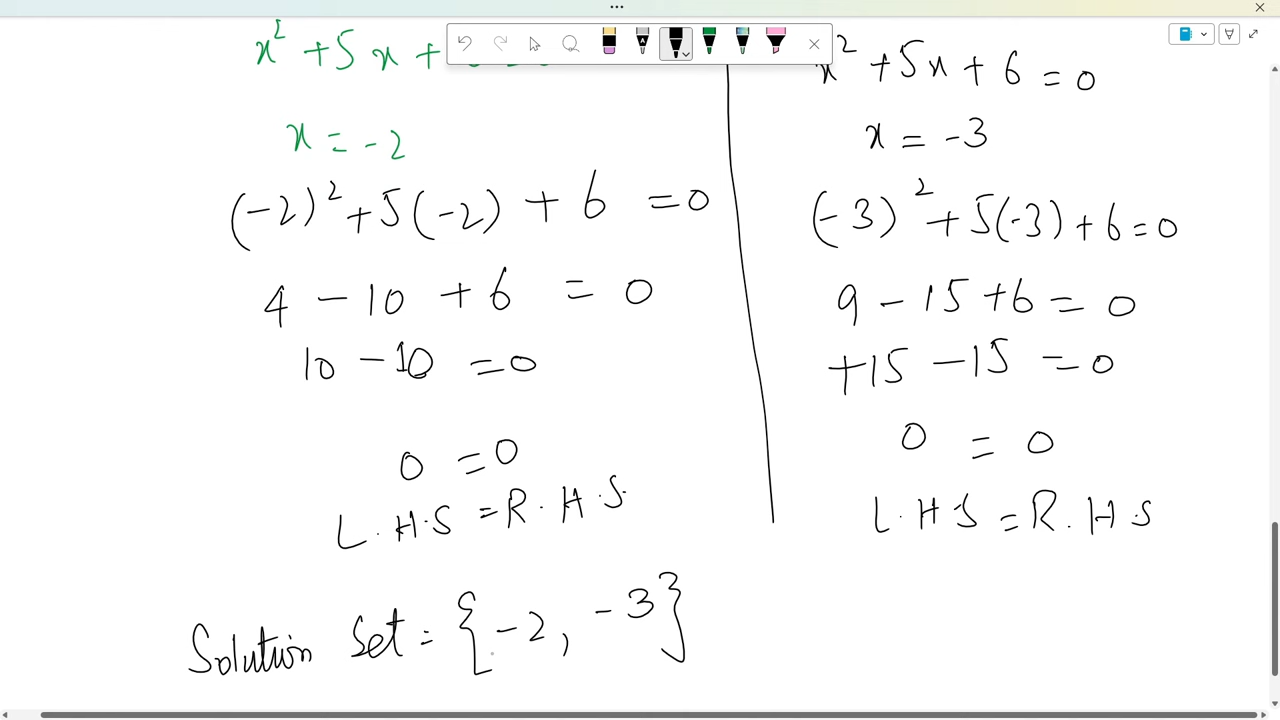 x² + 5x +
x = -2
(-2)² + 5(-2) + 6 = 0
4 - 10 + 6 = 0
10 - 10 = 0
0 = 0
L.H.S = R.H.S
x² + 5x + 6 = 0
x = -3
(-3)² + 5(-3) + 6 = 0
9 - 15 + 6 = 0
+15 - 15 = 0
0 = 0
L.H.S = R.H.S
Solution Set = {-2, -3}